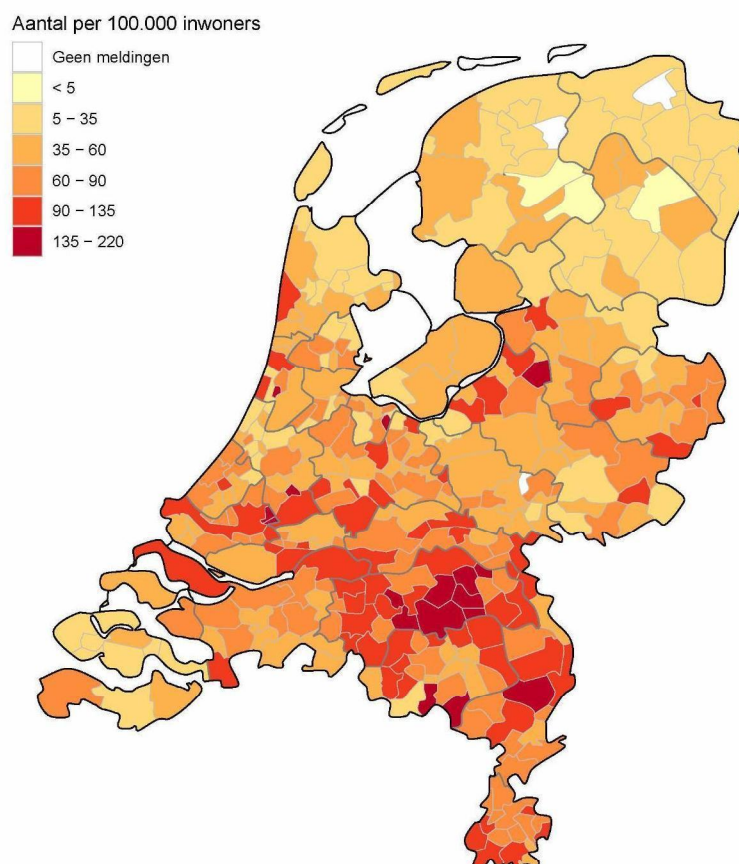 Aantal per 100.000 inwoners
Geen meldingen
< 5
5 – 35
35 – 60
60 – 90
90 – 135
135 – 220